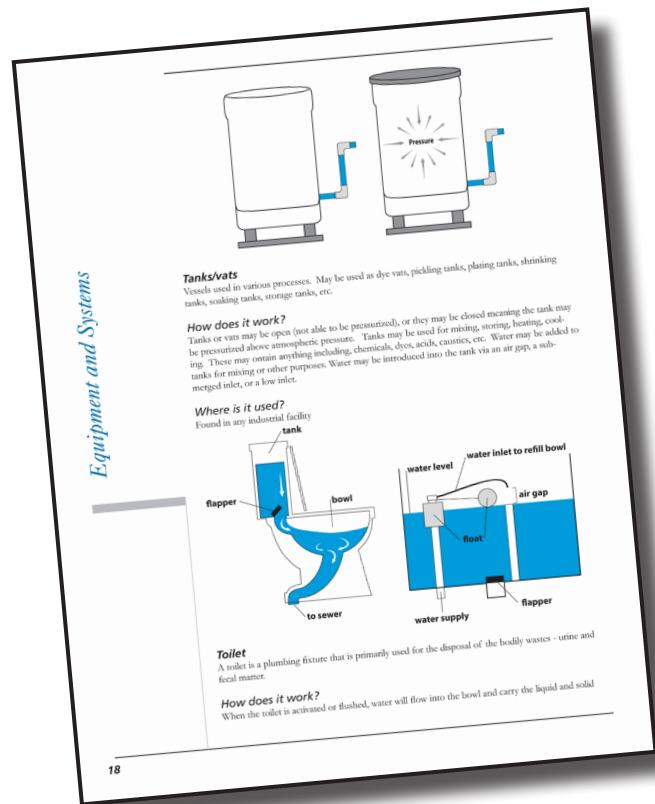 Pressure
Equipment and Systems
Tanks/vats
Vessels used in various processes. May be used as dye vats, pickling tanks, plating tanks, shrinking
tanks, soaking tanks, storage tanks, etc.
How does it work?
Tanks or vats may be open (not able to be pressurized), or they may be closed meaning the tank may
be pressurized above atmospheric pressure. Tanks may be used for mixing, storing, heating, cool-
ing. These may ontain anything including, chemicals, dyes, acids, caustics, etc. Water may be added to
tanks for mixing or other purposes. Water may be introduced into the tank via an air gap, a sub-
merged inlet, or a low inlet.
Where is it used?
Found in any industrial facility
tank
flapper
bowl
to sewer
water level
water inlet to refill bowl
air gap
float
flapper
water supply
Toilet
A toilet is a plumbing fixture that is primarily used for the disposal of the bodily wastes - urine and
fecal matter.
How does it work?
When the toilet is activated or flushed, water will flow into the bowl and carry the liquid and solid
18